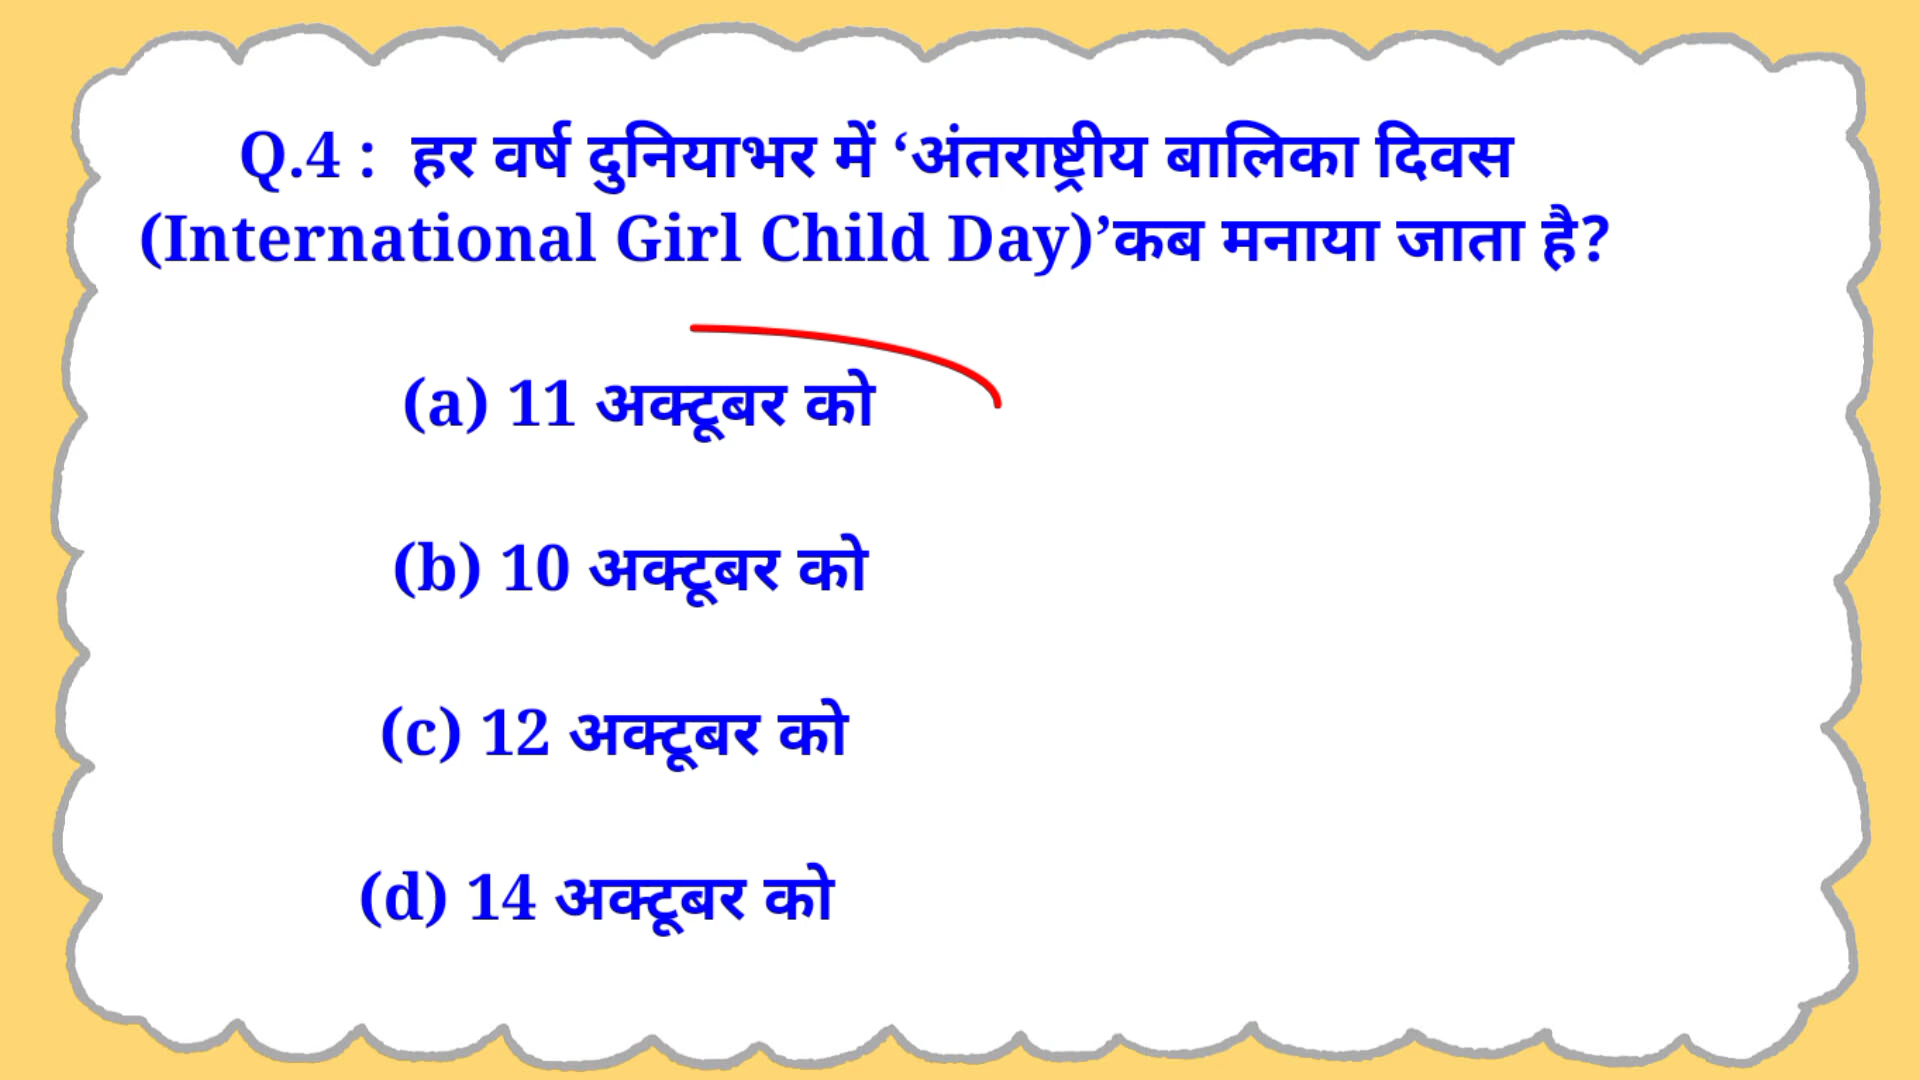 Q.4 : हर वर्ष दुनियाभर में ‘अंतराष्ट्रीय बालिका दिवस
(International Girl Child Day)’कब मनाया जाता है?
(a) 11 अक्टूबर को
(b) 10 अक्टूबर को
(c) 12 अक्टूबर को
(d) 14 अक्टूबर को